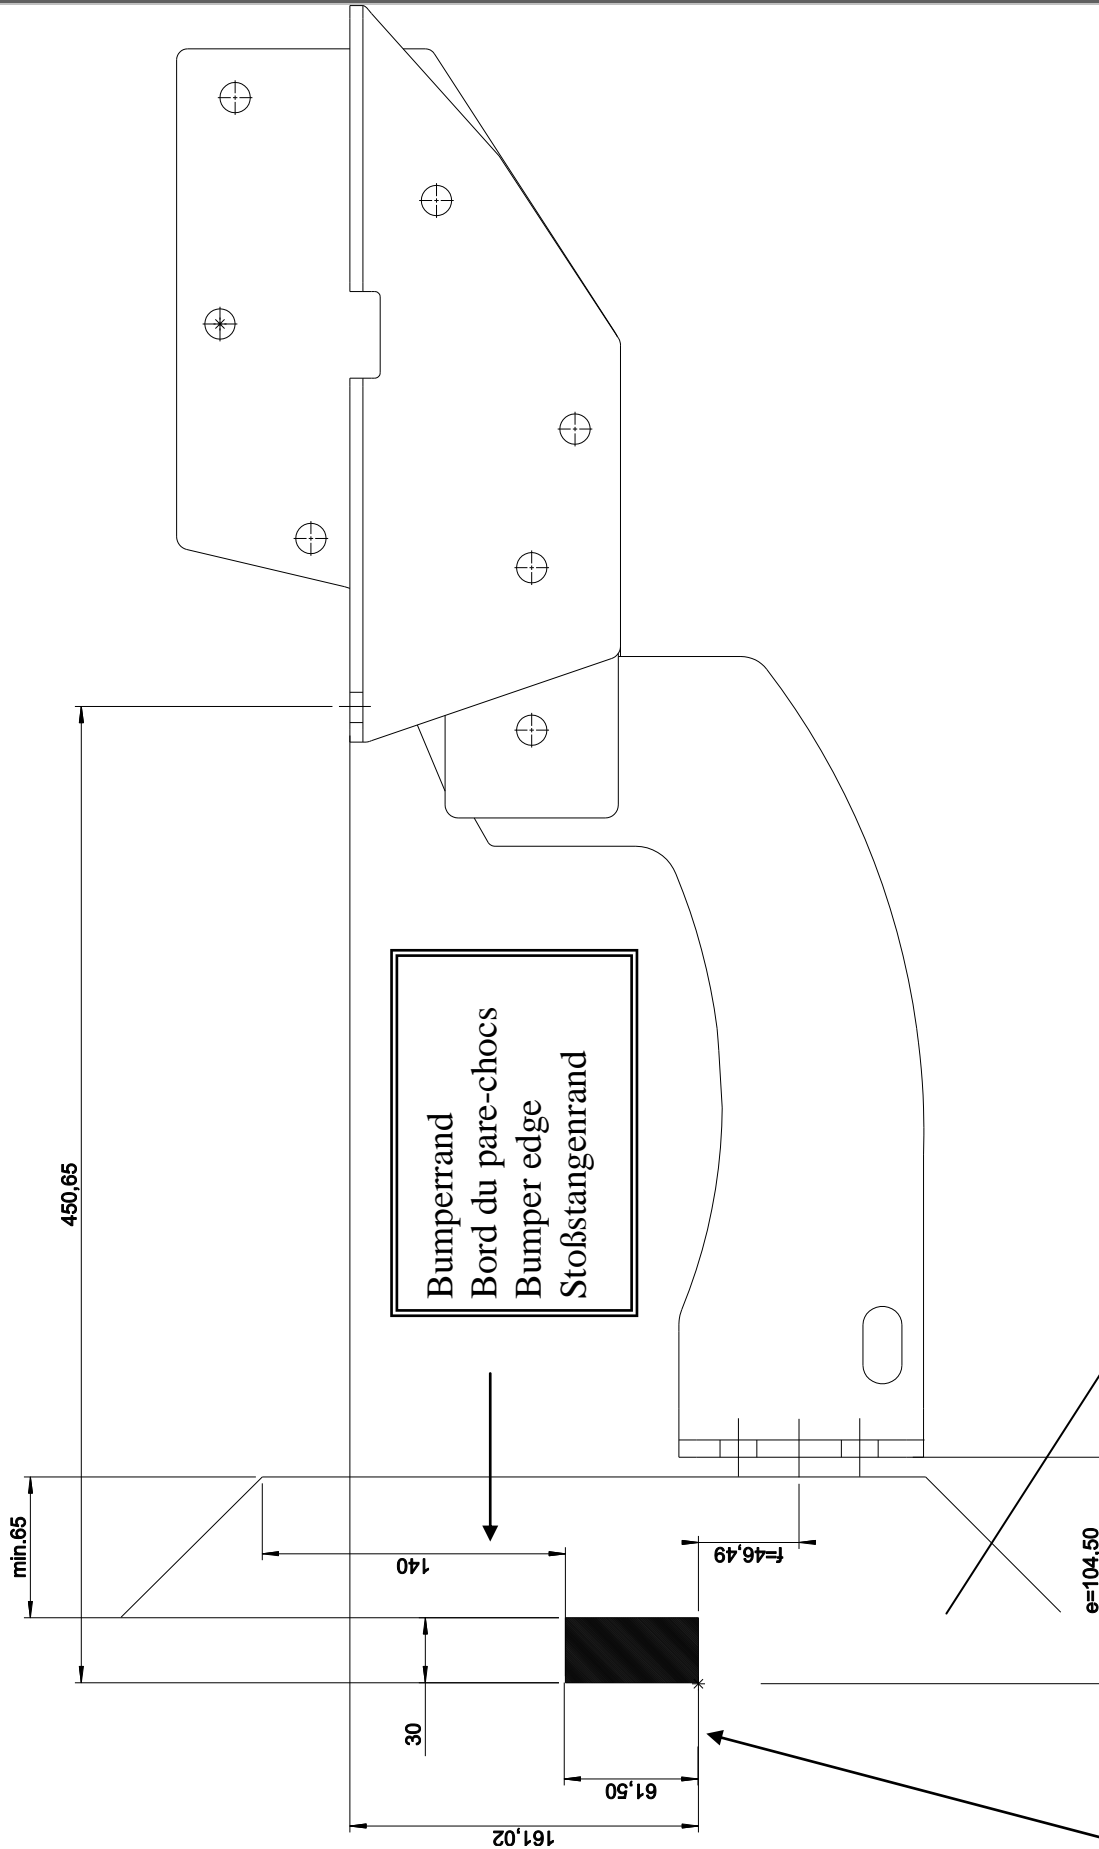 450,65
min.65
Bumperrand
Bord du pare-chocs
Bumper edge
Stoßstangenrand
140
f=46,49
e=104.50
30
61,50
161,02